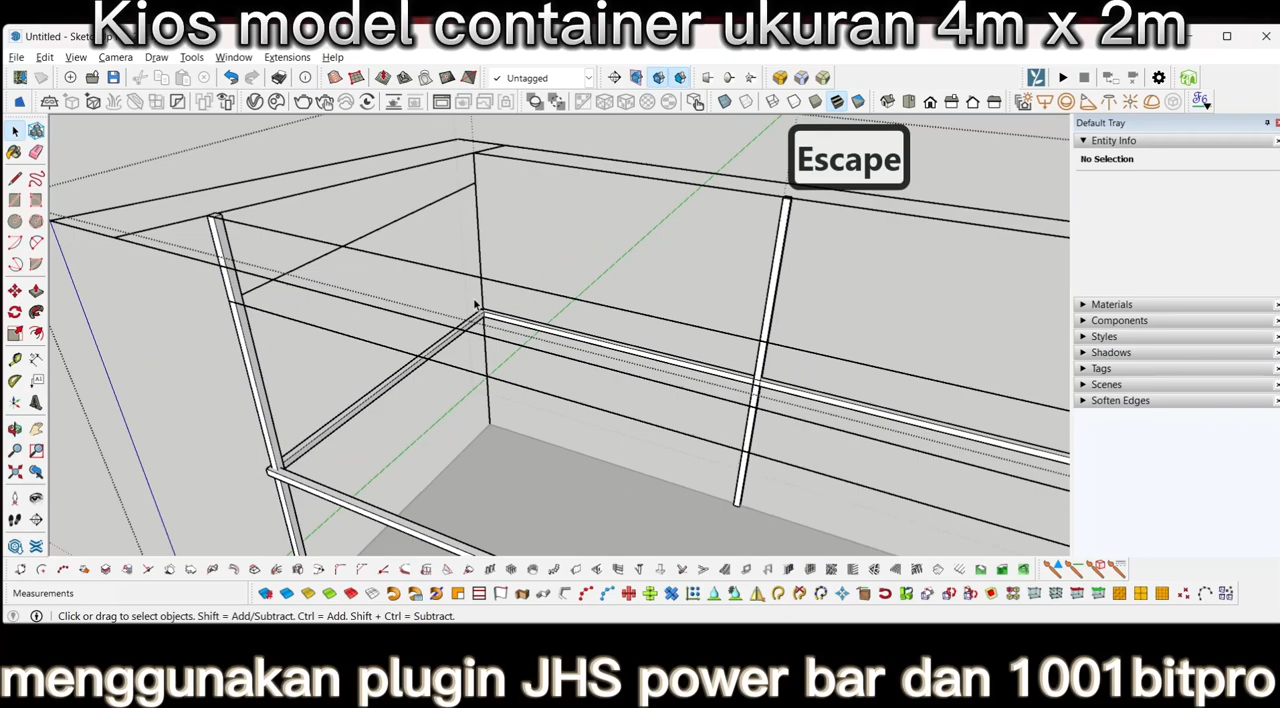 Kios model container ukuran 4m x 2m
Untitled - Sket
File Edit View Camera Draw Tools Window Extensions Help
Untagged
Default Tray
Entity Info
No Selection
Escape
Materials
Components
Styles
Shadows
Tags
Scenes
Soften Edges
Measurements
Click or drag to select objects. Shift = Add/Subtract. Ctrl = Add. Shift + Ctrl = Subtract.
menggunakan plugin JHS power bar dan 1001bitpro